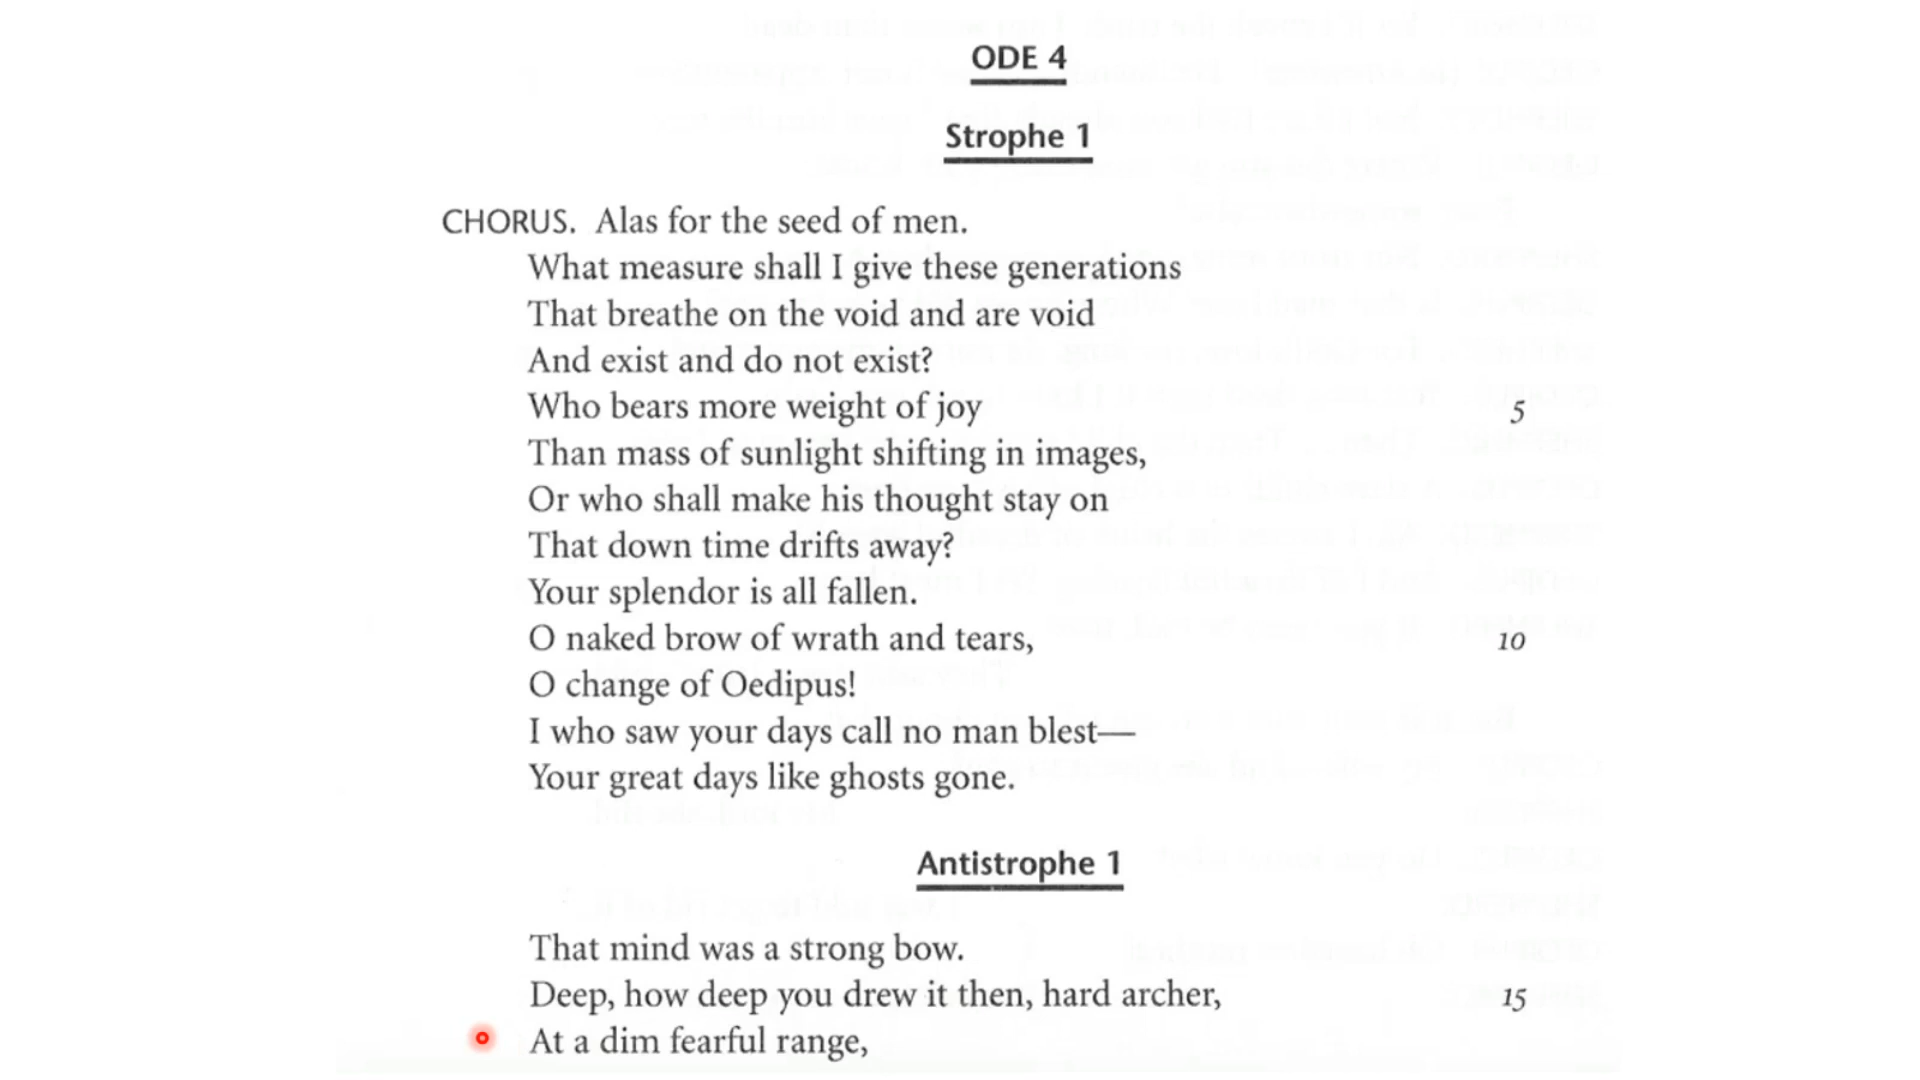 ODE 4
Strophe 1
CHORUS. Alas for the seed of men.
What measure shall I give these generations
That breathe on the void and are void
And exist and do not exist?
Who bears more weight of joy 5
Than mass of sunlight shifting in images,
Or who shall make his thought stay on
That down time drifts away?
Your splendor is all fallen.
O naked brow of wrath and tears, 10
O change of Oedipus!
I who saw your days call no man blest—
Your great days like ghosts gone.
Antistrophe 1
That mind was a strong bow.
Deep, how deep you drew it then, hard archer, 15
At a dim fearful range,